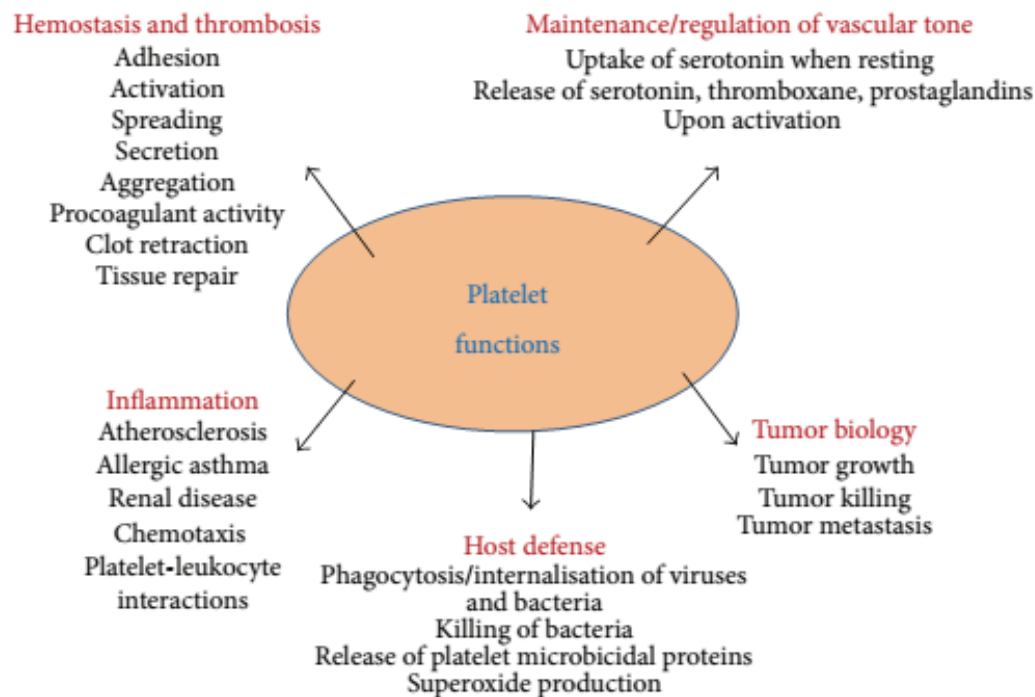 Hemostasis and thrombosis
Adhesion
Activation
Spreading
Secretion
Aggregation
Procoagulant activity
Clot retraction
Tissue repair
Maintenance/regulation of vascular tone
Uptake of serotonin when resting
Release of serotonin, thromboxane, prostaglandins
Upon activation
Platelet
functions
Inflammation
Atherosclerosis
Allergic asthma
Renal disease
Chemotaxis
Platelet-leukocyte
interactions
Host defense
Phagocytosis/internalisation of viruses
and bacteria
Killing of bacteria
Release of platelet microbicidal proteins
Superoxide production
Tumor biology
Tumor growth
Tumor killing
Tumor metastasis